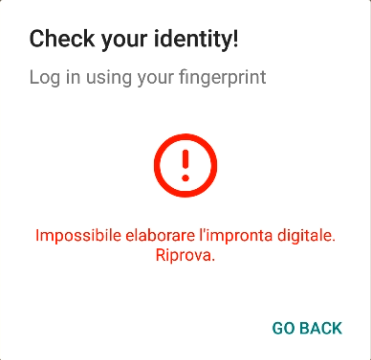 Check your identity!
Log in using your fingerprint
Impossibile elaborare l'impronta digitale.
Riprova.
GO BACK